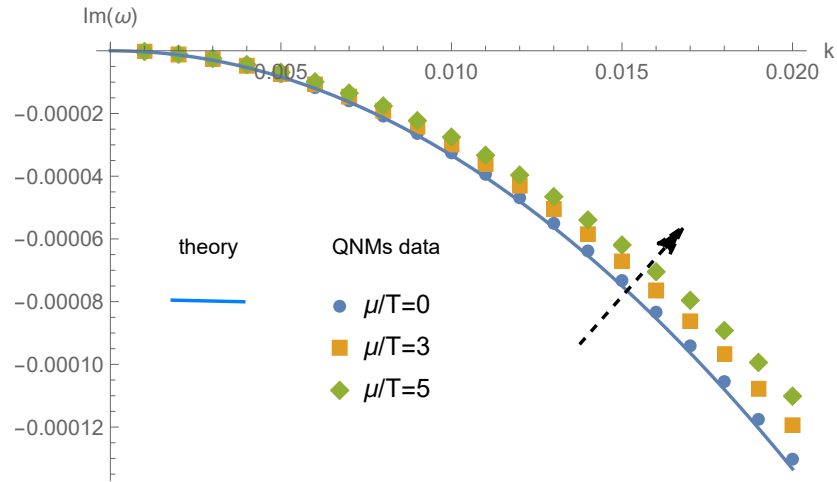 Im(ω)
k
0.005
0.010
0.015
0.020
-0.00002
-0.00004
-0.00006
-0.00008
-0.00010
-0.00012
theory
QNMs data
μ/T=0
μ/T=3
μ/T=5